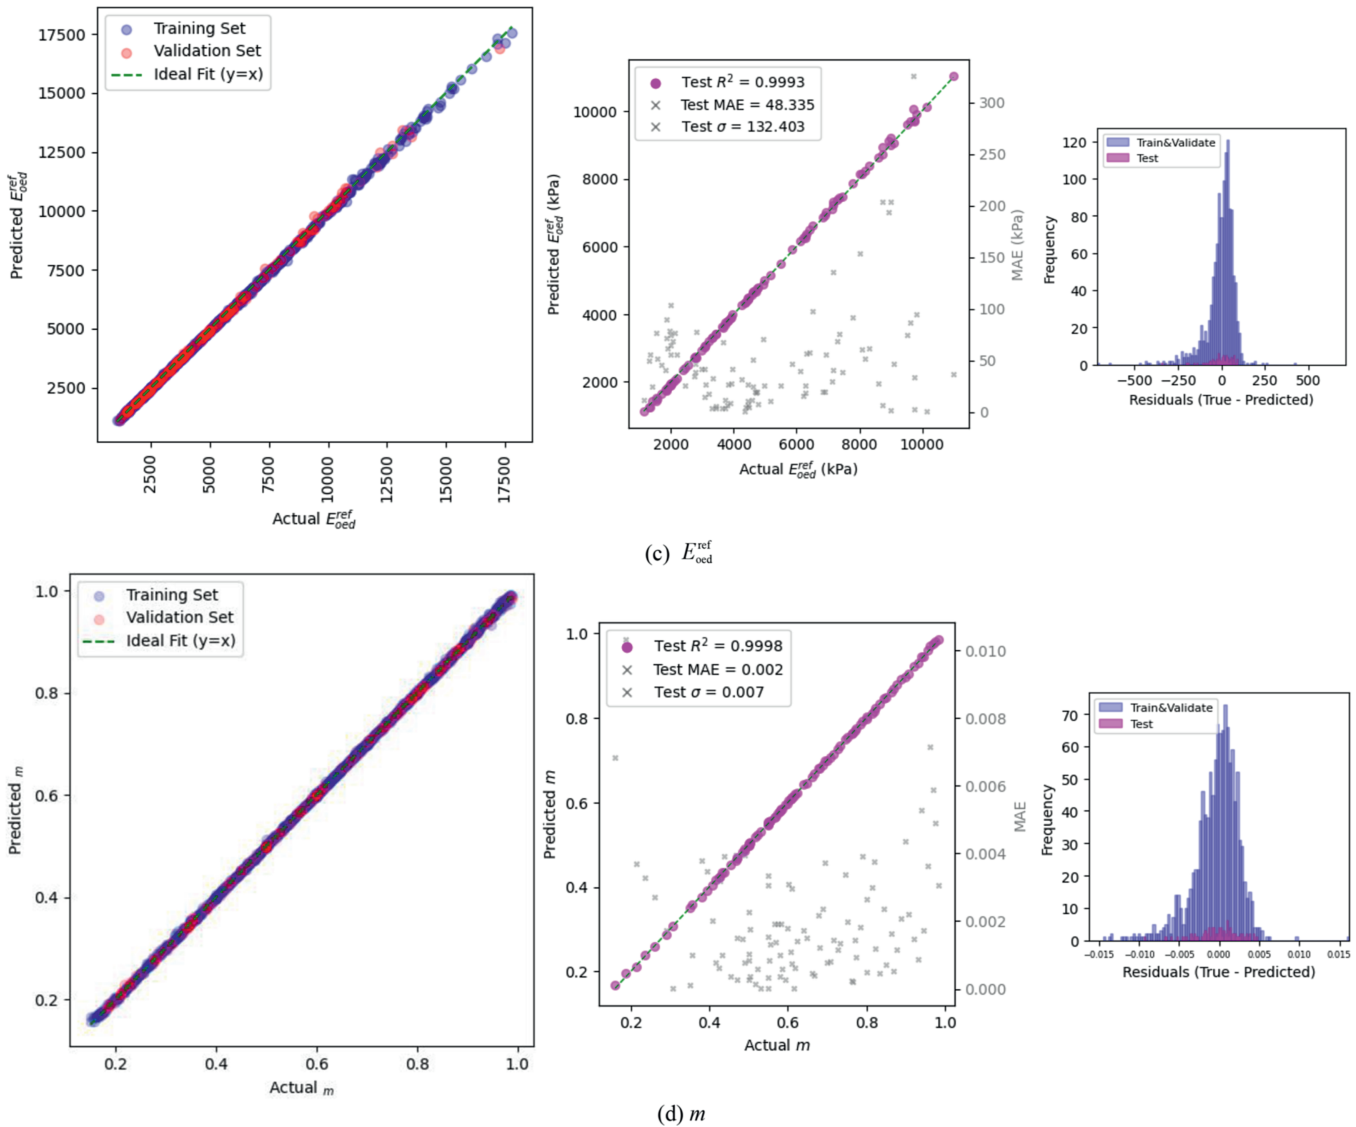 Training Set
Validation Set
Ideal Fit (y=x)
17500
15000
12500
10000
7500
5000
2500
Predicted E_oed^ref
2500
5000
7500
10000
12500
15000
17500
Actual E_oed^ref
Test R² = 0.9993
Test MAE = 48.335
Test σ = 132.403
10000
8000
6000
4000
2000
Predicted E_oed^ref (kPa)
300
250
200
150
100
50
0
MAE (kPa)
2000 4000 6000 8000 10000
Actual E_oed^ref (kPa)
Train&Validate
Test
120
100
80
60
40
20
0
Frequency
−500 −250 0 250 500
Residuals (True - Predicted)
(c) E_oed^ref
Training Set
Validation Set
Ideal Fit (y=x)
1.0
0.8
0.6
0.4
0.2
Predicted m
0.2 0.4 0.6 0.8 1.0
Actual m
Test R² = 0.9998
Test MAE = 0.002
Test σ = 0.007
1.0
0.8
0.6
0.4
0.2
Predicted m
0.010
0.008
0.006
0.004
0.002
0.000
MAE
0.2 0.4 0.6 0.8 1.0
Actual m
Train&Validate
Test
70
60
50
40
30
20
10
0
Frequency
−0.015 −0.010 −0.005 0.000 0.005 0.010 0.015
Residuals (True - Predicted)
(d) m